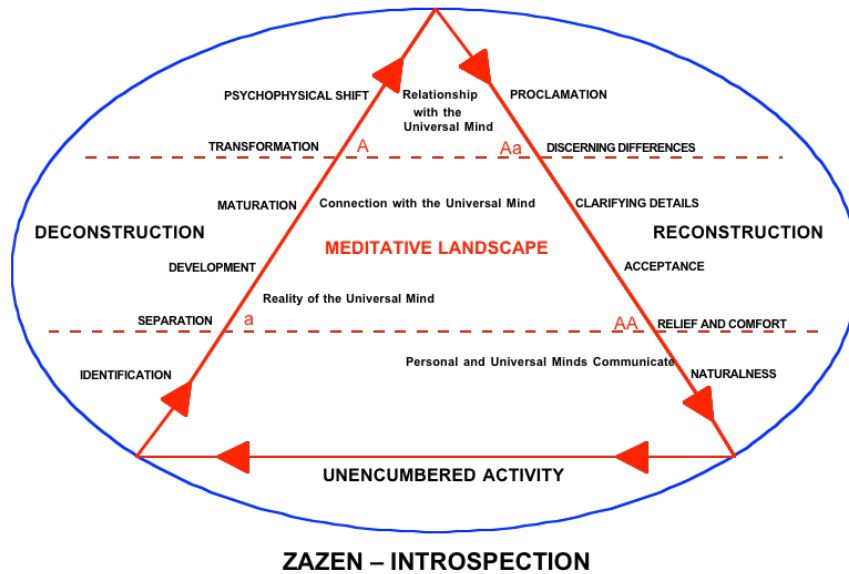 PSYCHOPHYSICAL SHIFT
Relationship
with the
Universal Mind
PROCLAMATION
TRANSFORMATION
A
Aa
DISCERNING DIFFERENCES
MATURATION
Connection with the Universal Mind
CLARIFYING DETAILS
DECONSTRUCTION
MEDITATIVE LANDSCAPE
RECONSTRUCTION
DEVELOPMENT
ACCEPTANCE
Reality of the Universal Mind
SEPARATION
a
AA
RELIEF AND COMFORT
Personal and Universal Minds Communicate
IDENTIFICATION
NATURALNESS
UNENCUMBERED ACTIVITY
ZAZEN – INTROSPECTION